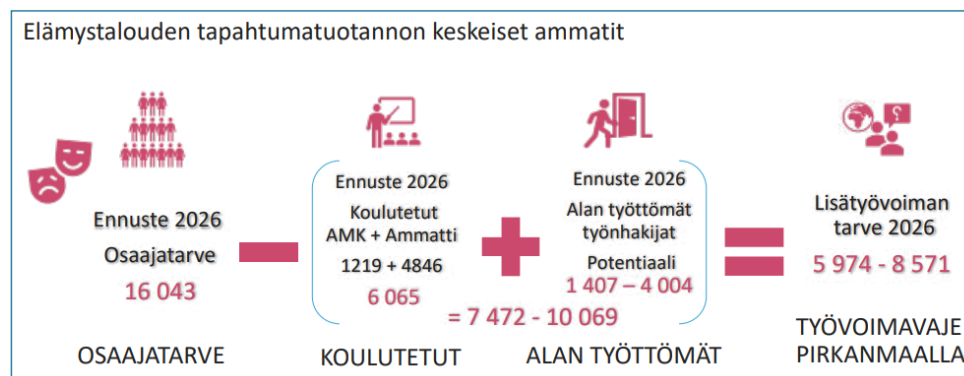 Elämystalouden tapahtumatuotannon keskeiset ammatit
Ennuste 2026
Osaajatarve
16 043
OSAAJATARVE
Ennuste 2026
Koulutetut
AMK + Ammatti
1219 + 4846
6 065
KOULUTETUT
Ennuste 2026
Alan työttömät
työnhakijat
Potentiaali
1 407 – 4 004
= 7 472 - 10 069
ALAN TYÖTTÖMÄT
?
Lisätyövoiman
tarve 2026
5 974 - 8 571
TYÖVOIMAVAJE
PIRKANMAALLA